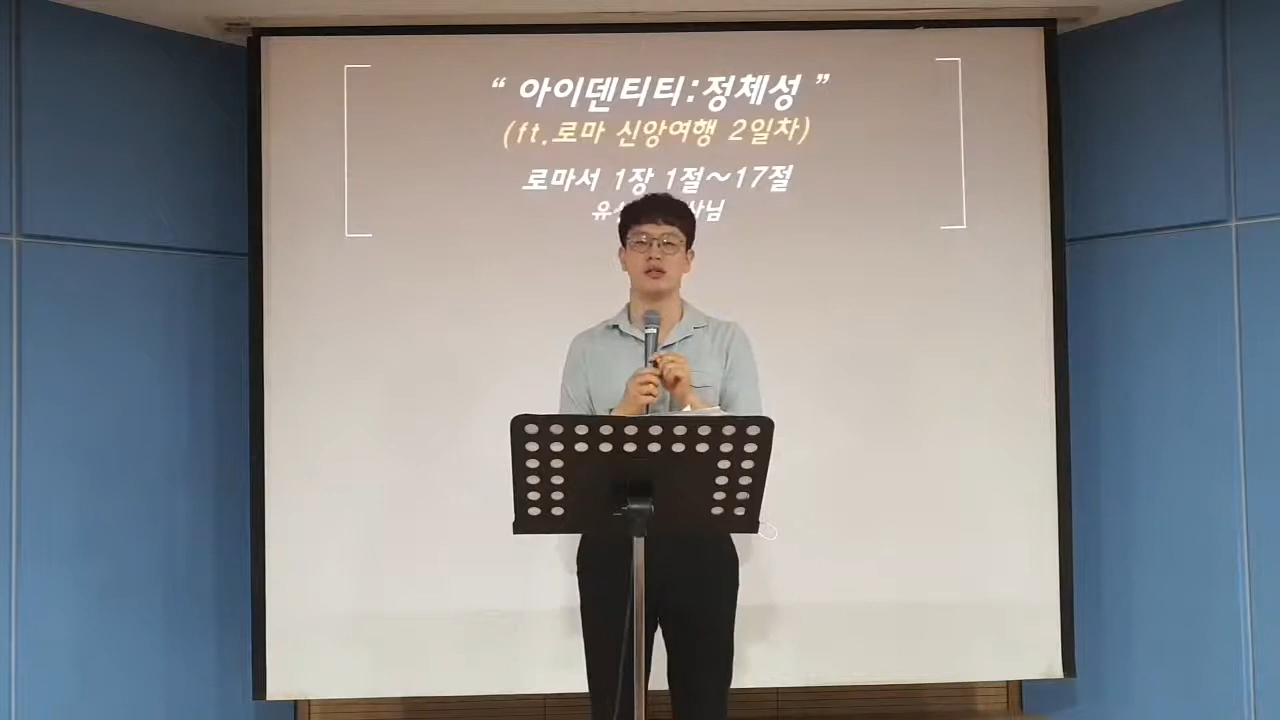 “ 아이덴티티:정체성 ”
(ft.로마 신앙여행 2일차)
로마서 1장 1절~17절